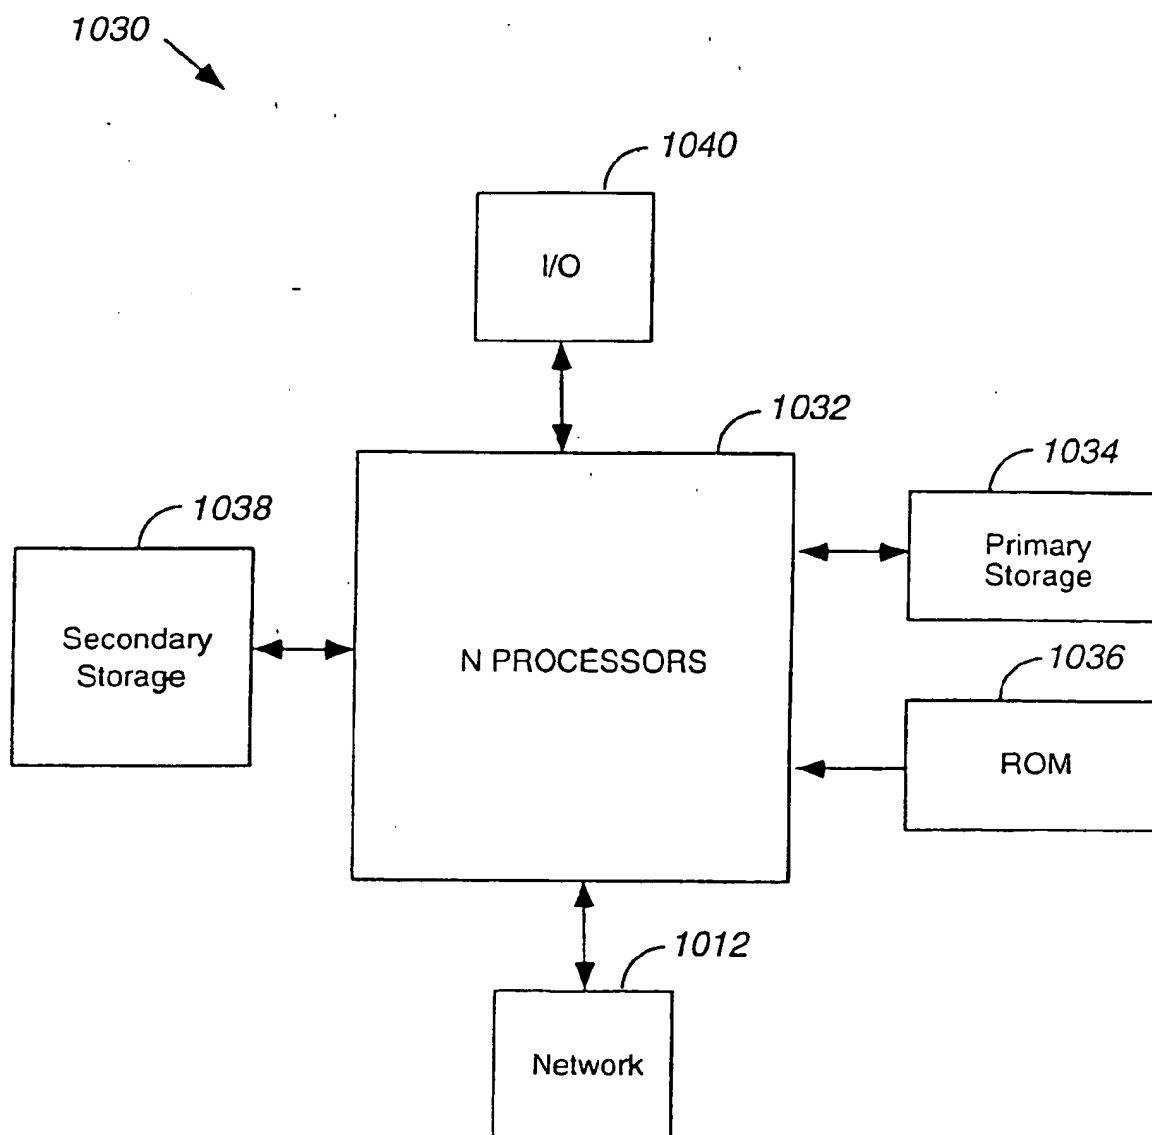 1030
1040
I/O
1032
1034
Primary
Storage
1038
Secondary
Storage
N PROCESSORS
1036
ROM
1012
Network